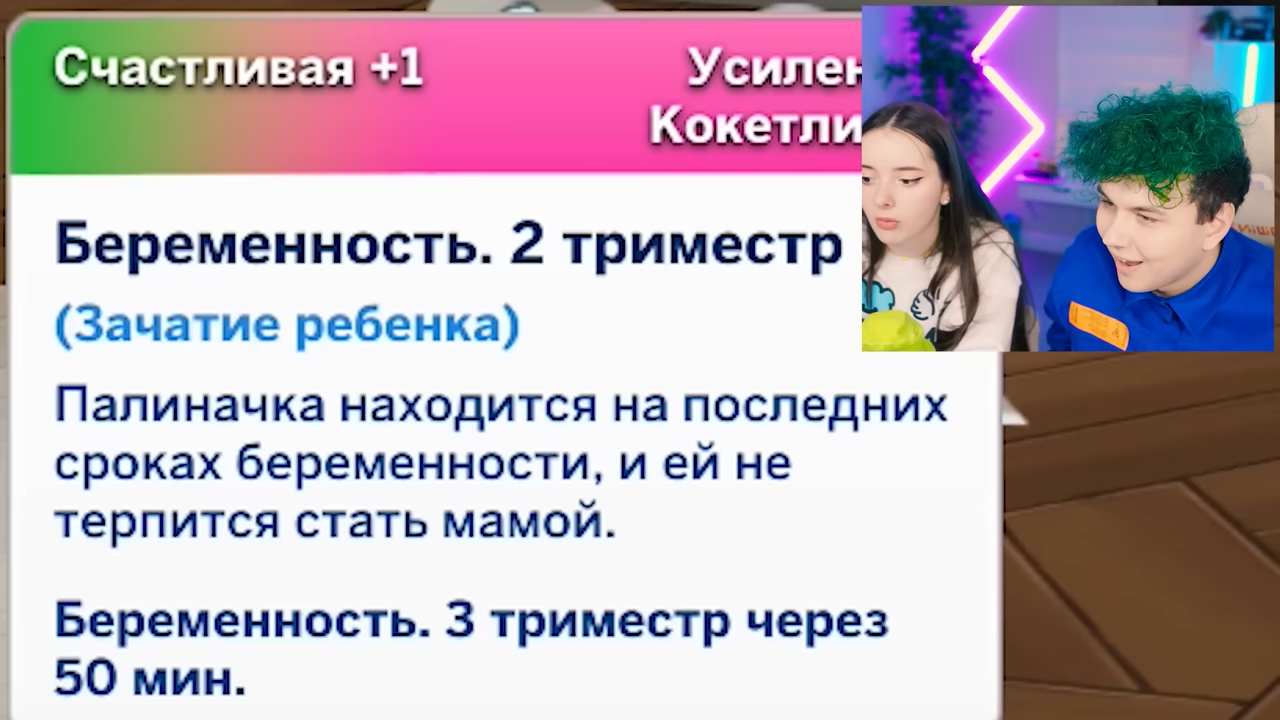 Счастливая +1
Беременность. 2 триместр
(Зачатие ребенка)
Палиначка находится на последних
сроках беременности, и ей не
терпится стать мамой.
Беременность. 3 триместр через
50 мин.